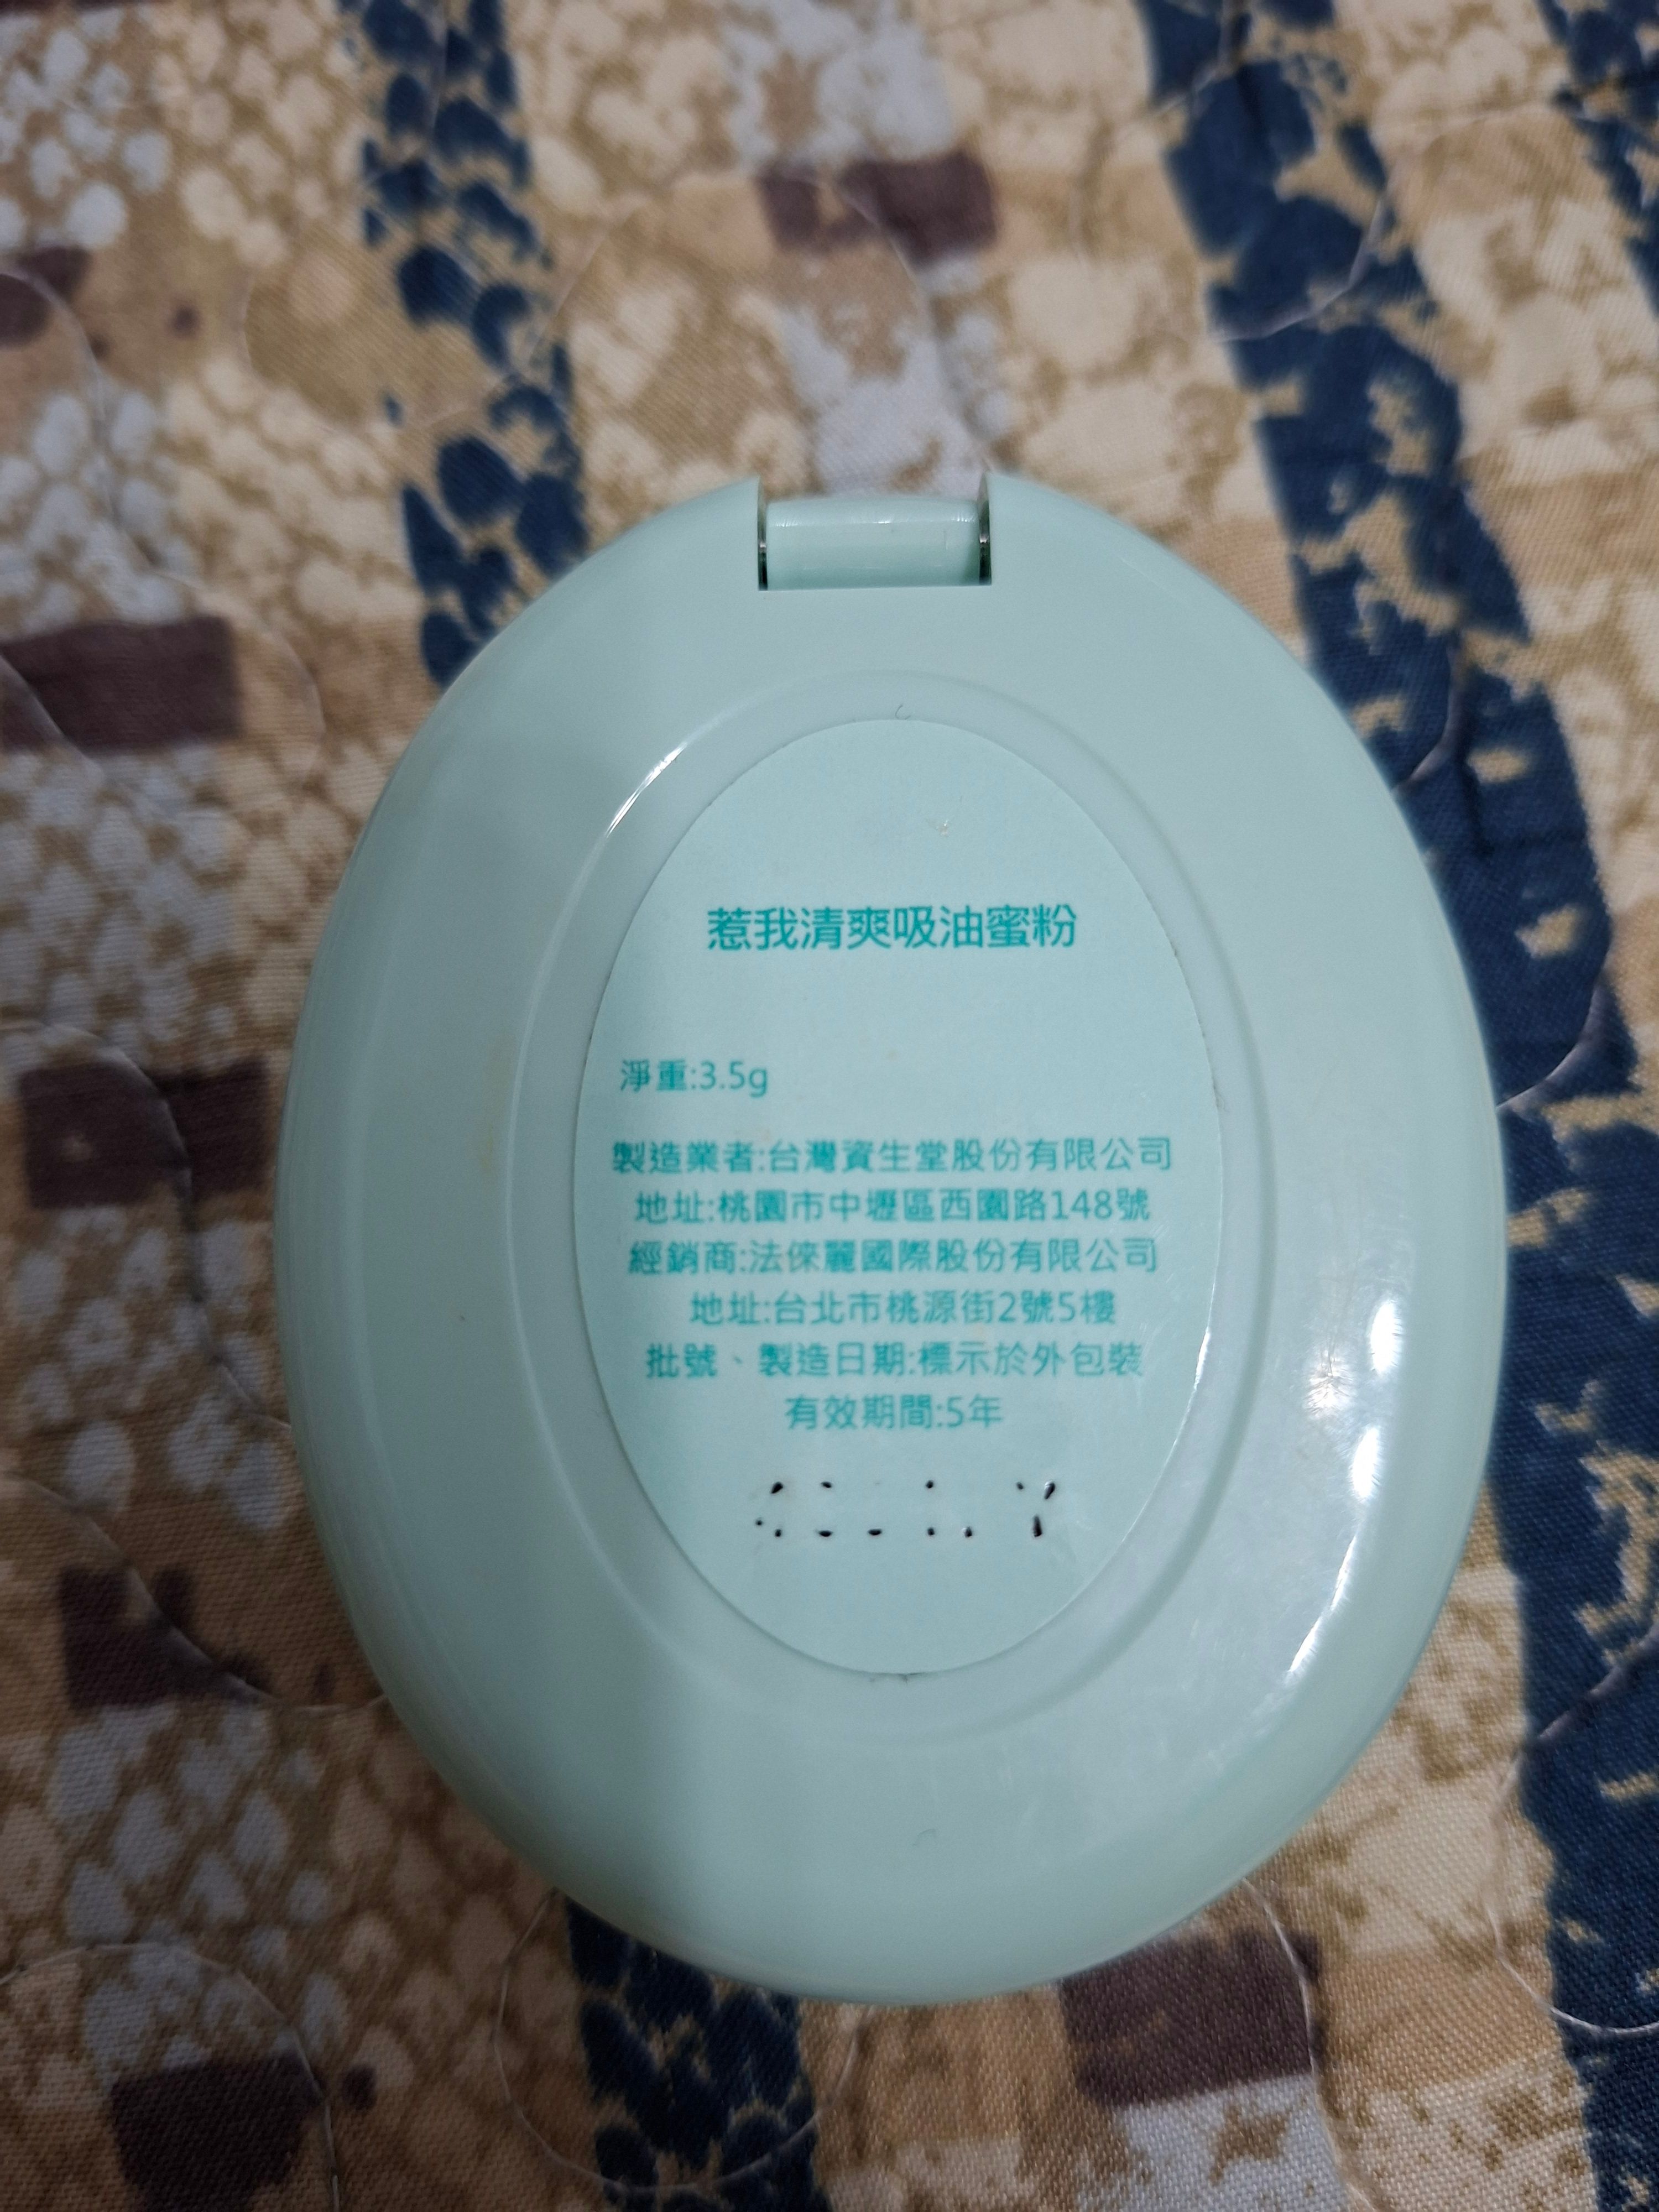 惹我清爽吸油蜜粉
淨重:3.5g
製造業者:台灣資生堂股份有限公司
地址:桃園市中壢區西園路148號
經銷商:法倈麗國際股份有限公司
地址:台北市桃源街2號5樓
批號、製造日期:標示於外包裝
有效期間:5年